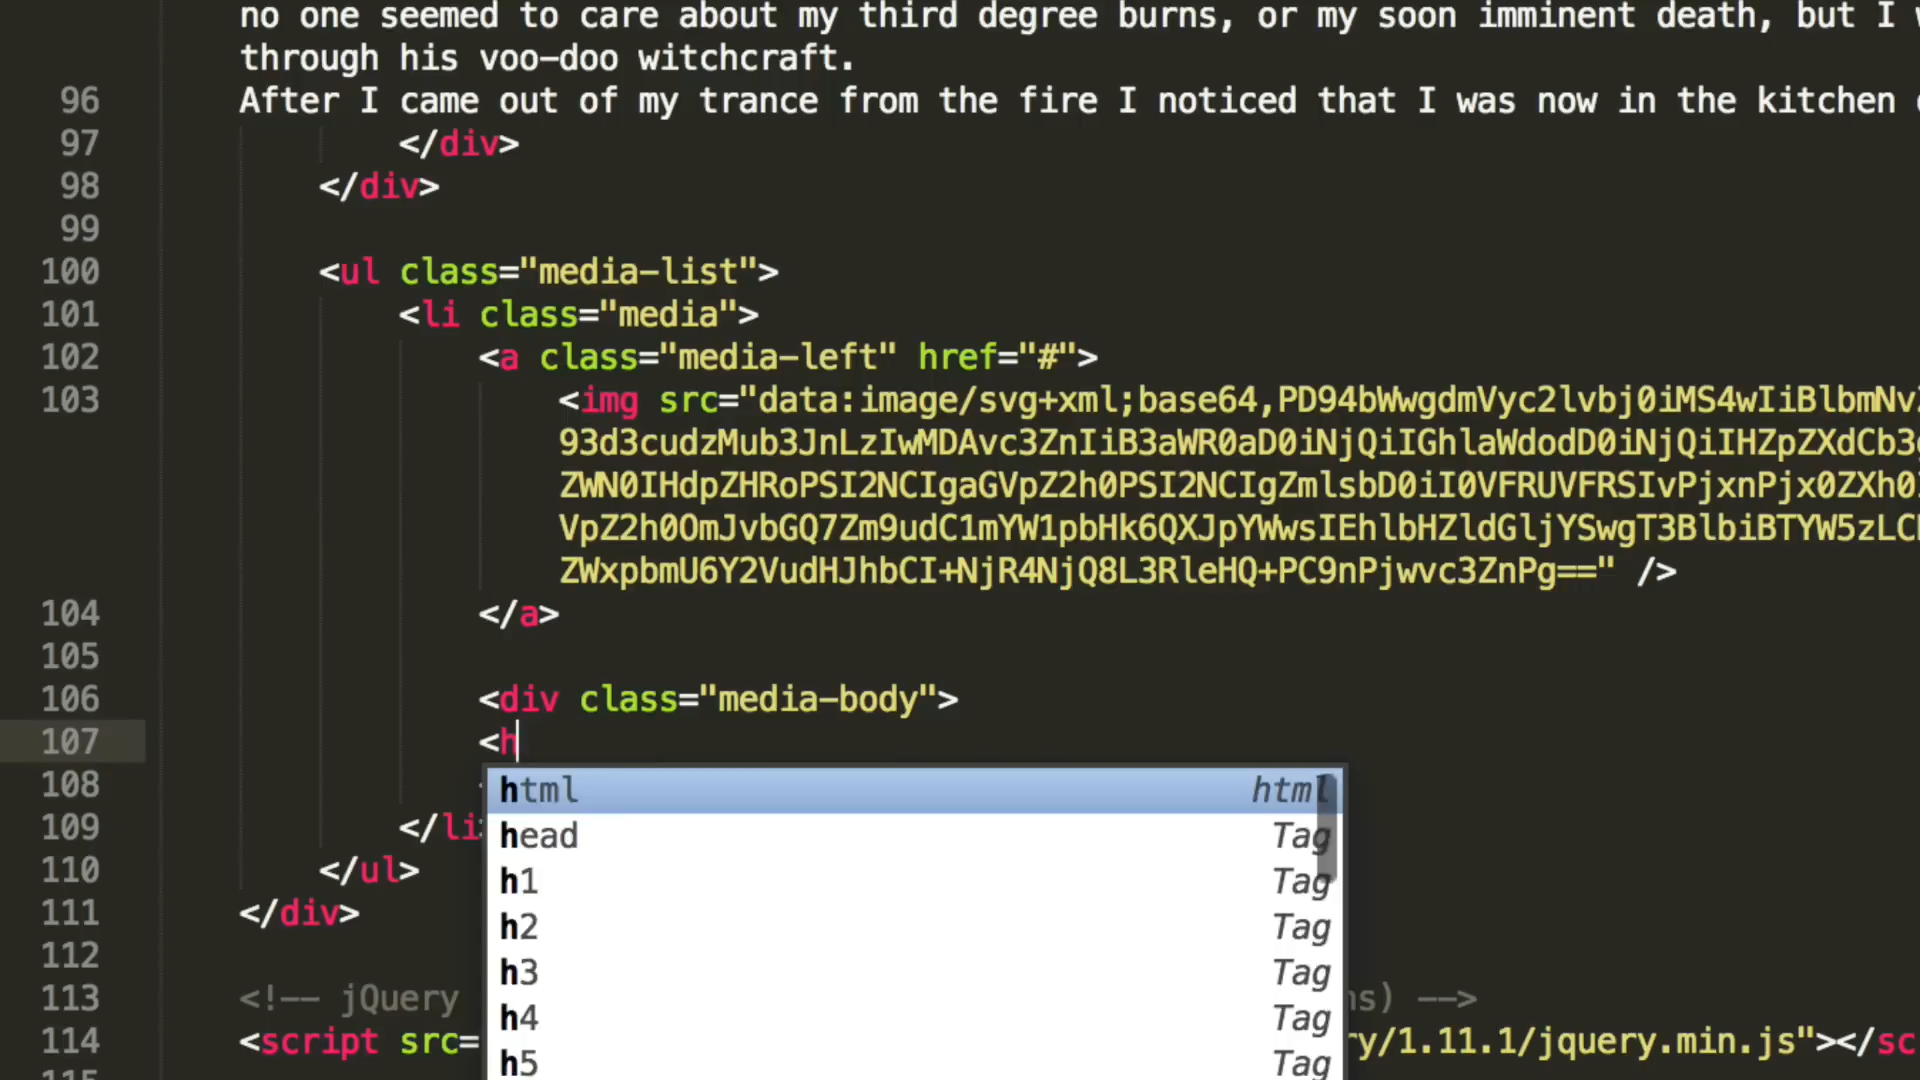 no one seemed to care about my third degree burns, or my soon imminent death, but I
through his voo-doo witchcraft.
96 After I came out of my trance from the fire I noticed that I was now in the kitchen
97 </div>
98 </div>
99
100 <ul class="media-list">
101 <li class="media">
102 <a class="media-left" href="#">
103 <img src="data:image/svg+xml;base64,PD94bWwgdmVyc2lvbj0iMS4wIiBlbmNv
93d3cudzMub3JnLzIwMDAvc3ZnIiB3aWR0aD0iNjQiIGhlaWdodD0iNjQiIHZpZXdCb3
ZWN0IHdpZHRoPSI2NCIgaGVpZ2h0PSI2NCIgZmlsbD0iI0VFRUVFRSIvPjxnPjx0ZXh0
VpZ2h0OmJvbGQ7Zm9udC1mYW1pbHk6QXJpYWwsIEhlbHZldGljYSwgT3BlbiBTYW5zLC
ZWxpbmU6Y2VudHJhbCI+NjR4NjQ8L3RleHQ+PC9nPjwvc3ZnPg==" />
104 </a>
105
106 <div class="media-body">
107 <h
108
html html
109 </li
head Tag
110 </ul>
h1 Tag
111 </div>
h2 Tag
112
h3 Tag
113 <!-- jQuery ns) -->
h4 Tag
114 <script src= ry/1.11.1/jquery.min.js"></sc
h5 Tag
115